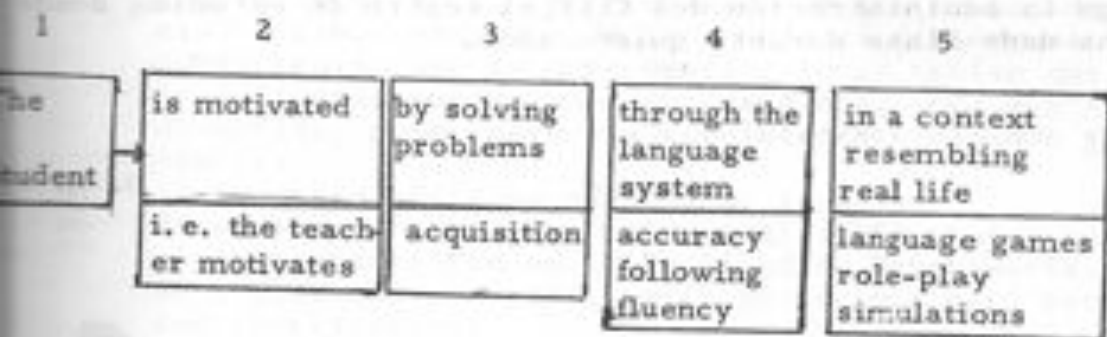 1 2 3 4 5
he
tudent
is motivated
i. e. the teach-
er motivates
by solving
problems
acquisition
through the
language
system
accuracy
following
fluency
in a context
resembling
real life
language games
role-play
simulations